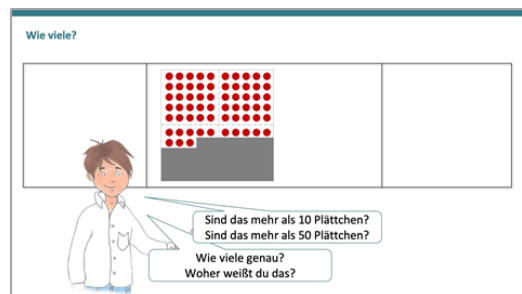 Wie viele?
Sind das mehr als 10 Plättchen?
Sind das mehr als 50 Plättchen?
Wie viele genau?
Woher weißt du das?